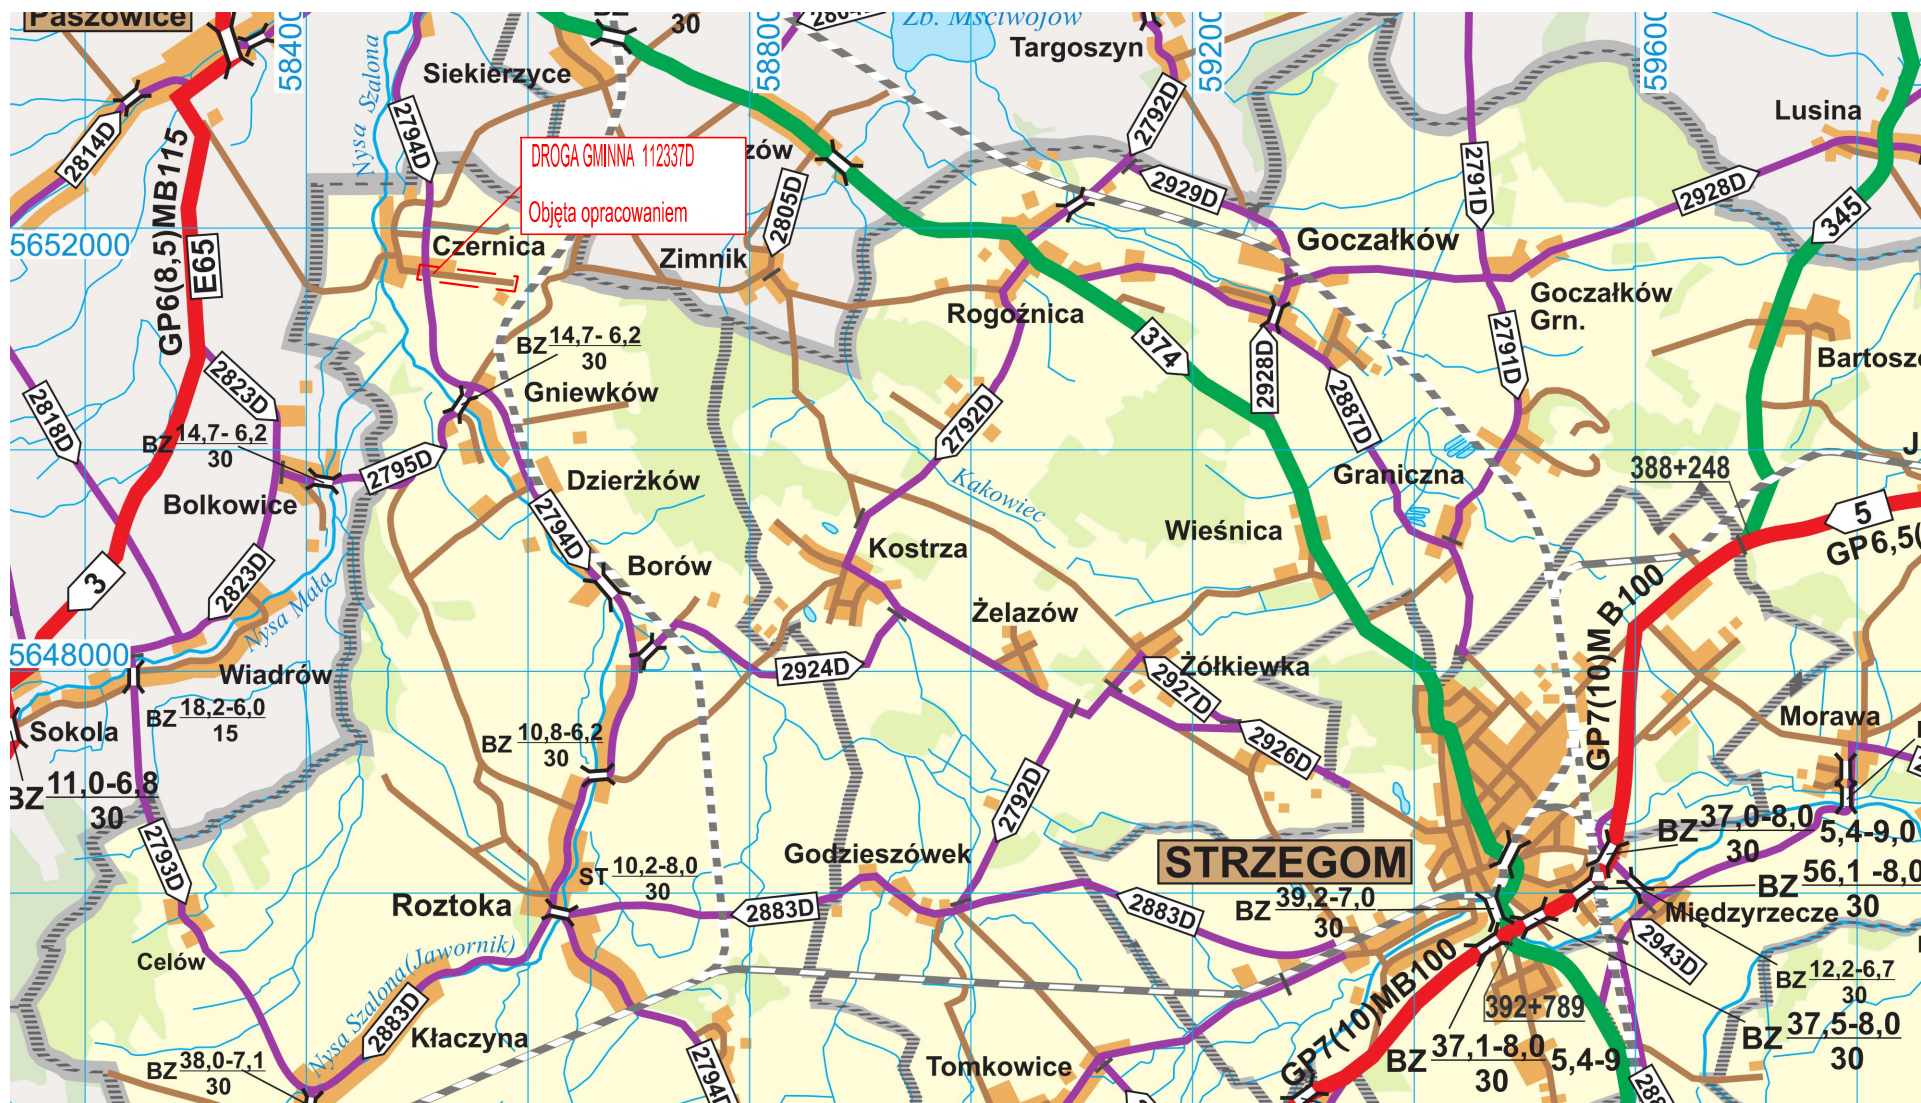 Paszowice
58400
BZ
30
58800
Zb. Mściwojów
Targoszyn
59200
59600
Lusina
Siekierzyce
Nysa Szalona
2814D
GP6(8,5)MB115
E65
2794D
DROGA GMINNA 112337D
Objęta opracowaniem
zów
2805D
2792D
2929D
2791D
2928D
345
5652000
Czernica
Zimnik
Rogoźnica
Goczałków
Goczałków
Grn.
BZ 14,7- 6,2
30
Gniewków
374
2928D
2887D
2791D
Bartosz
2818D
2823D
BZ 14,7- 6,2
30
2795D
Bolkowice
Dzierżków
2792D
Kakowiec
Graniczna
388+248
J
5
GP6,5(
3
2823D
Nysa Mała
2794D
Borów
Kostrza
Wieśnica
Żelazów
GP7(10)M B100
5648000
Wiadrów
BZ 18,2-6,0
15
Sokola
BZ 11,0-6,8
30
2924D
Żółkiewka
2927D
2926D
BZ 10,8-6,2
30
Morawa
2792D
2793D
Godzieszówek
STRZEGOM
BZ 37,0-8,0
30
5,4-9,0
BZ 56,1 -8,0
30
ST 10,2-8,0
30
Roztoka
2883D
2883D
BZ 39,2-7,0
30
Międzyrzecze
2943D
BZ 12,2-6,7
30
Celów
Nysa Szalona(Jawornik)
2883D
Kłaczyna
BZ 38,0-7,1
30
2794D
Tomkowice
GP7(10)MB100
392+789
BZ 37,1-8,0
30
5,4-9
BZ 37,5-8,0
30